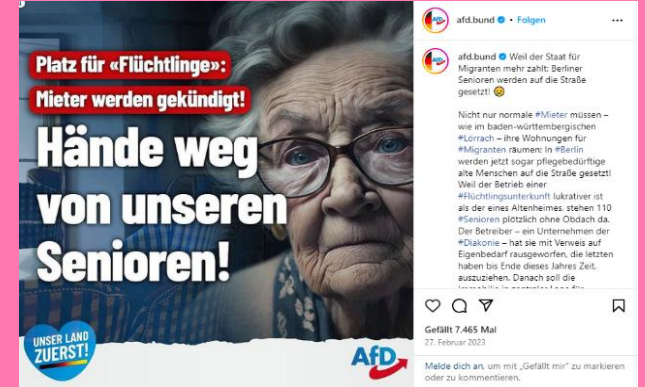 Platz für «Flüchtlinge»:
Mieter werden gekündigt!
Hände weg
von unseren
Senioren!
UNSER LAND
ZUERST!
AfD
afd.bund • Folgen
afd.bund Weil der Staat für
Migranten mehr zahlt: Berliner
Senioren werden auf die Straße
gesetzt!
Nicht nur normale #Mieter müssen –
wie im baden-württembergischen
#Lörrach – ihre Wohnungen für
#Migranten räumen: In #Berlin
werden jetzt sogar pflegebedürftige
alte Menschen auf die Straße gesetzt!
Weil der Betrieb einer
#Flüchtlingsunterkunft lukrativer ist
als der eines Altenheimes, stehen 110
#Senioren plötzlich ohne Obdach da.
Der Betreiber – ein Unternehmen der
#Diakonie – hat sie mit Verweis auf
Eigenbedarf rausgeworfen, die letzten
haben bis Ende dieses Jahres Zeit,
auszuziehen. Danach soll die
Immobilie in zentraler Lage für
Gefällt 7.465 Mal
27. Februar 2023
Melde dich an, um mit „Gefällt mir" zu markieren
oder zu kommentieren.